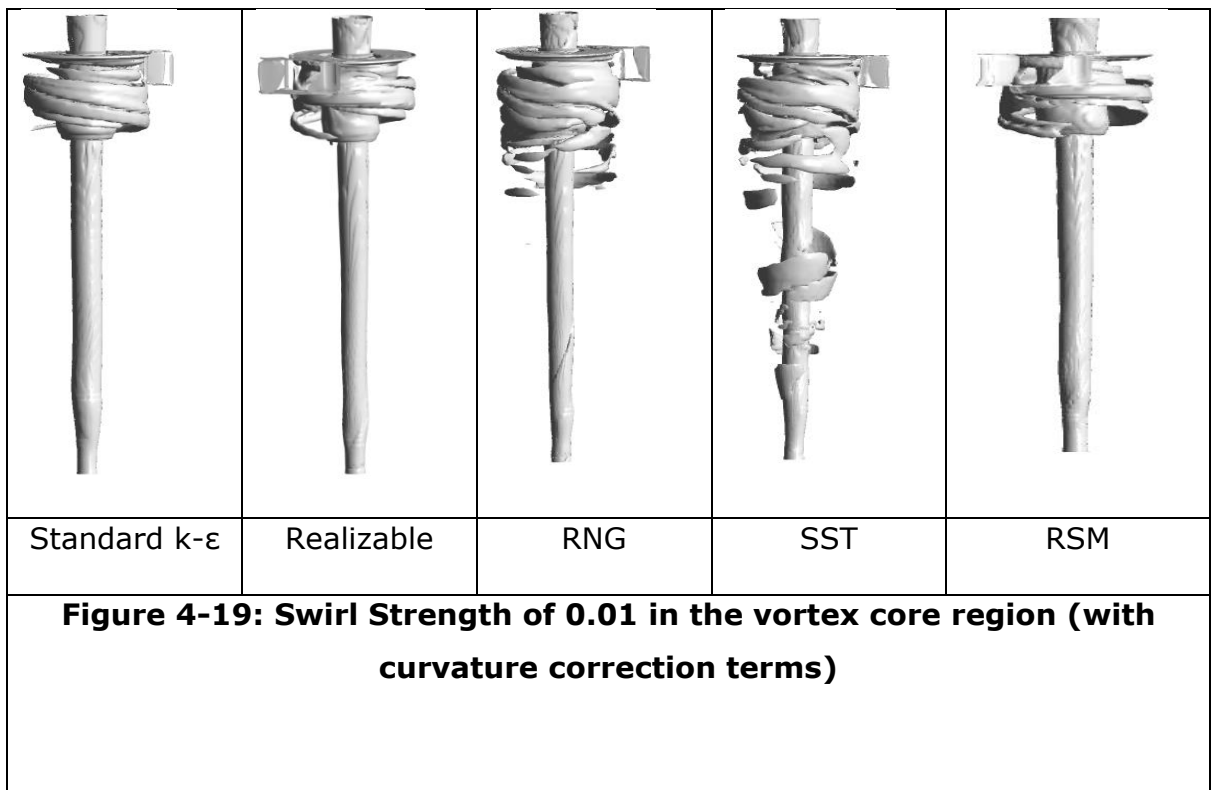 Standard k-ε
Realizable
RNG
SST
RSM
Figure 4-19: Swirl Strength of 0.01 in the vortex core region (with
curvature correction terms)